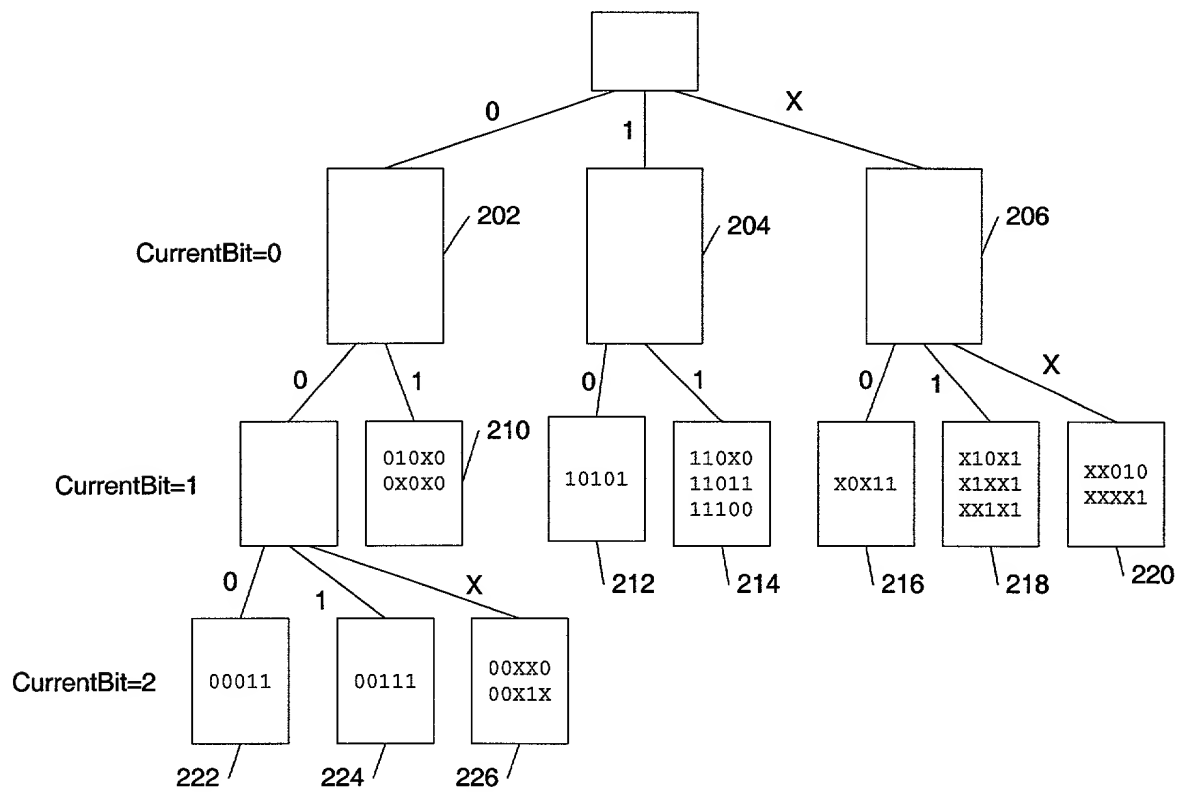 0
1
X
202
204
206
CurrentBit=0
0
1
0
1
0
1
X
210
CurrentBit=1
010X0
0X0X0
10101
110X0
11011
11100
X0X11
X10X1
X1XX1
XX1X1
XX010
XXXX1
212
214
216
218
220
0
1
X
CurrentBit=2
00011
00111
00XX0
00X1X
222
224
226